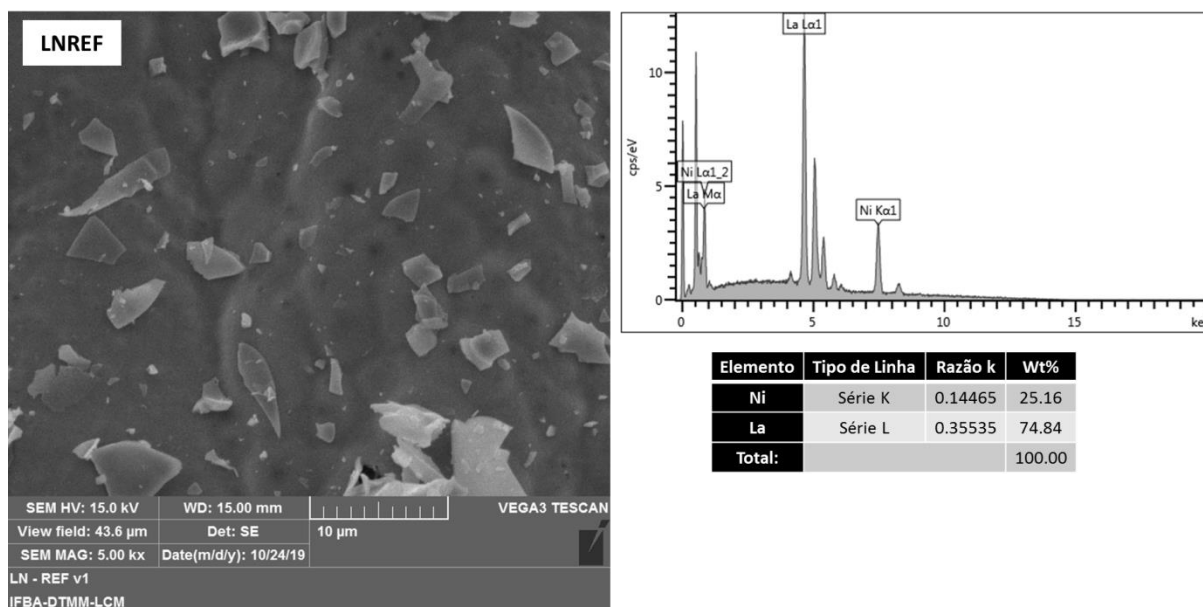 LNREF
SEM HV: 15.0 kV WD: 15.00 mm VEGA3 TESCAN
View field: 43.6 µm Det: SE 10 µm
SEM MAG: 5.00 kx Date(m/d/y): 10/24/19
LN - REF v1
IFBA-DTMM-LCM
La Lα1
10
cps/eV
Ni Lα1_2
La Mα
5
Ni Kα1
0
0 5 10 15 ke
Elemento Tipo de Linha Razão k Wt%
Ni Série K 0.14465 25.16
La Série L 0.35535 74.84
Total: 100.00